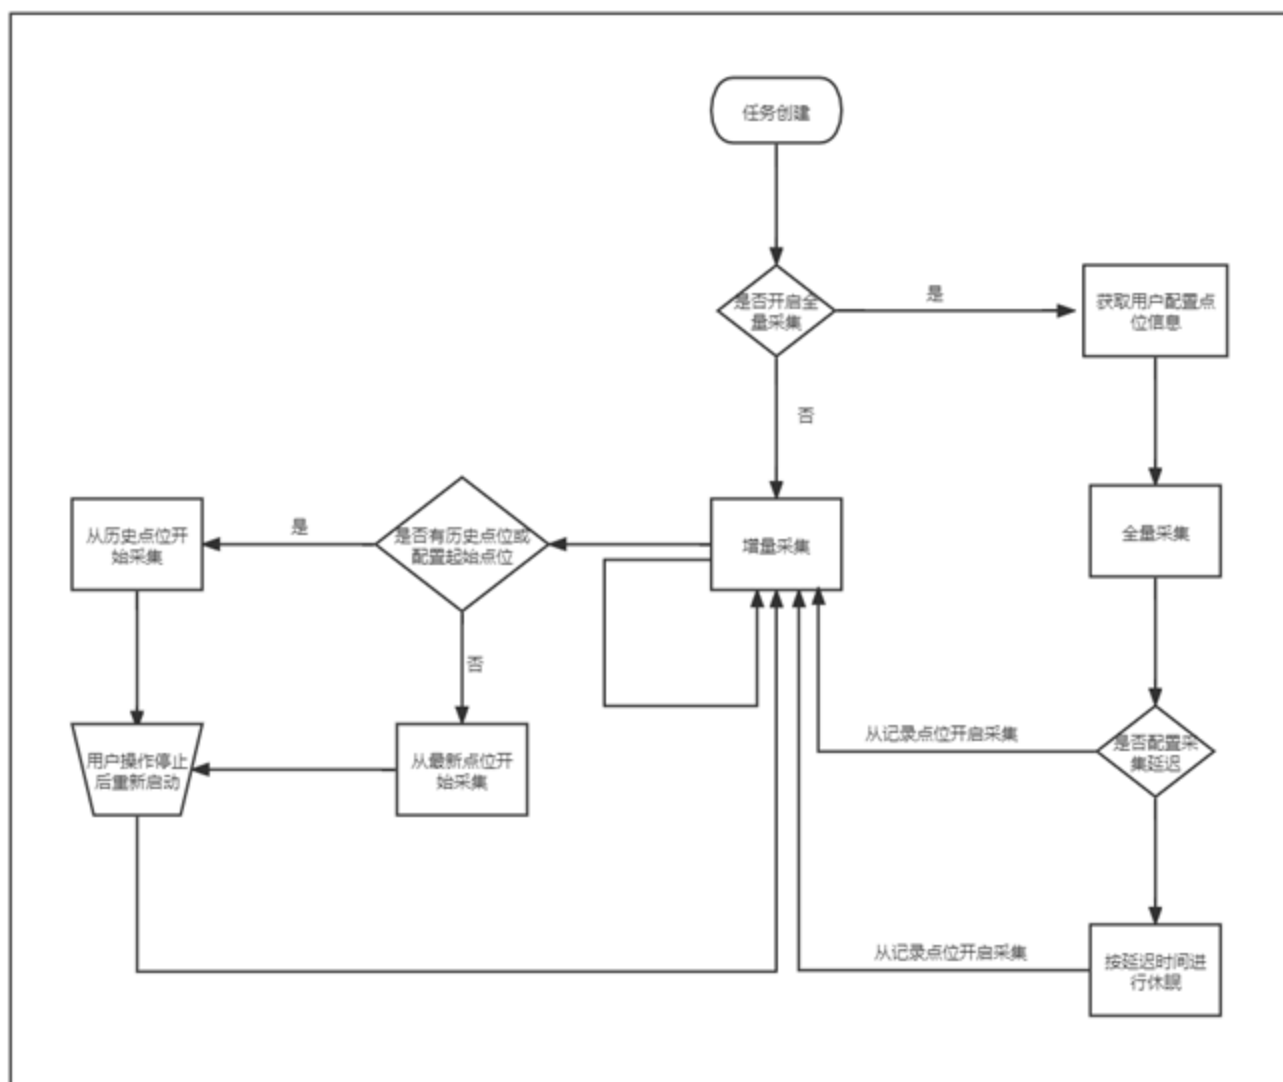 任务创建
是否开启全
量采集
是
获取用户配置点
位信息
否
从历史点位开
始采集
是
是否有历史点位或
配置起始点位
增量采集
全量采集
否
用户操作停止
后重新启动
从最新点位开
始采集
从记录点位开启采集
是否配置采
集延迟
从记录点位开启采集
按延迟时间进
行休眠